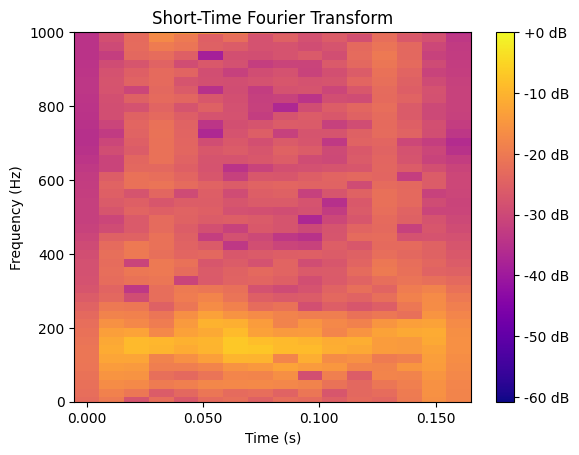 Short-Time Fourier Transform
1000
800
600
400
200
0
Frequency (Hz)
0.000
0.050
0.100
0.150
Time (s)
+0 dB
-10 dB
-20 dB
-30 dB
-40 dB
-50 dB
-60 dB